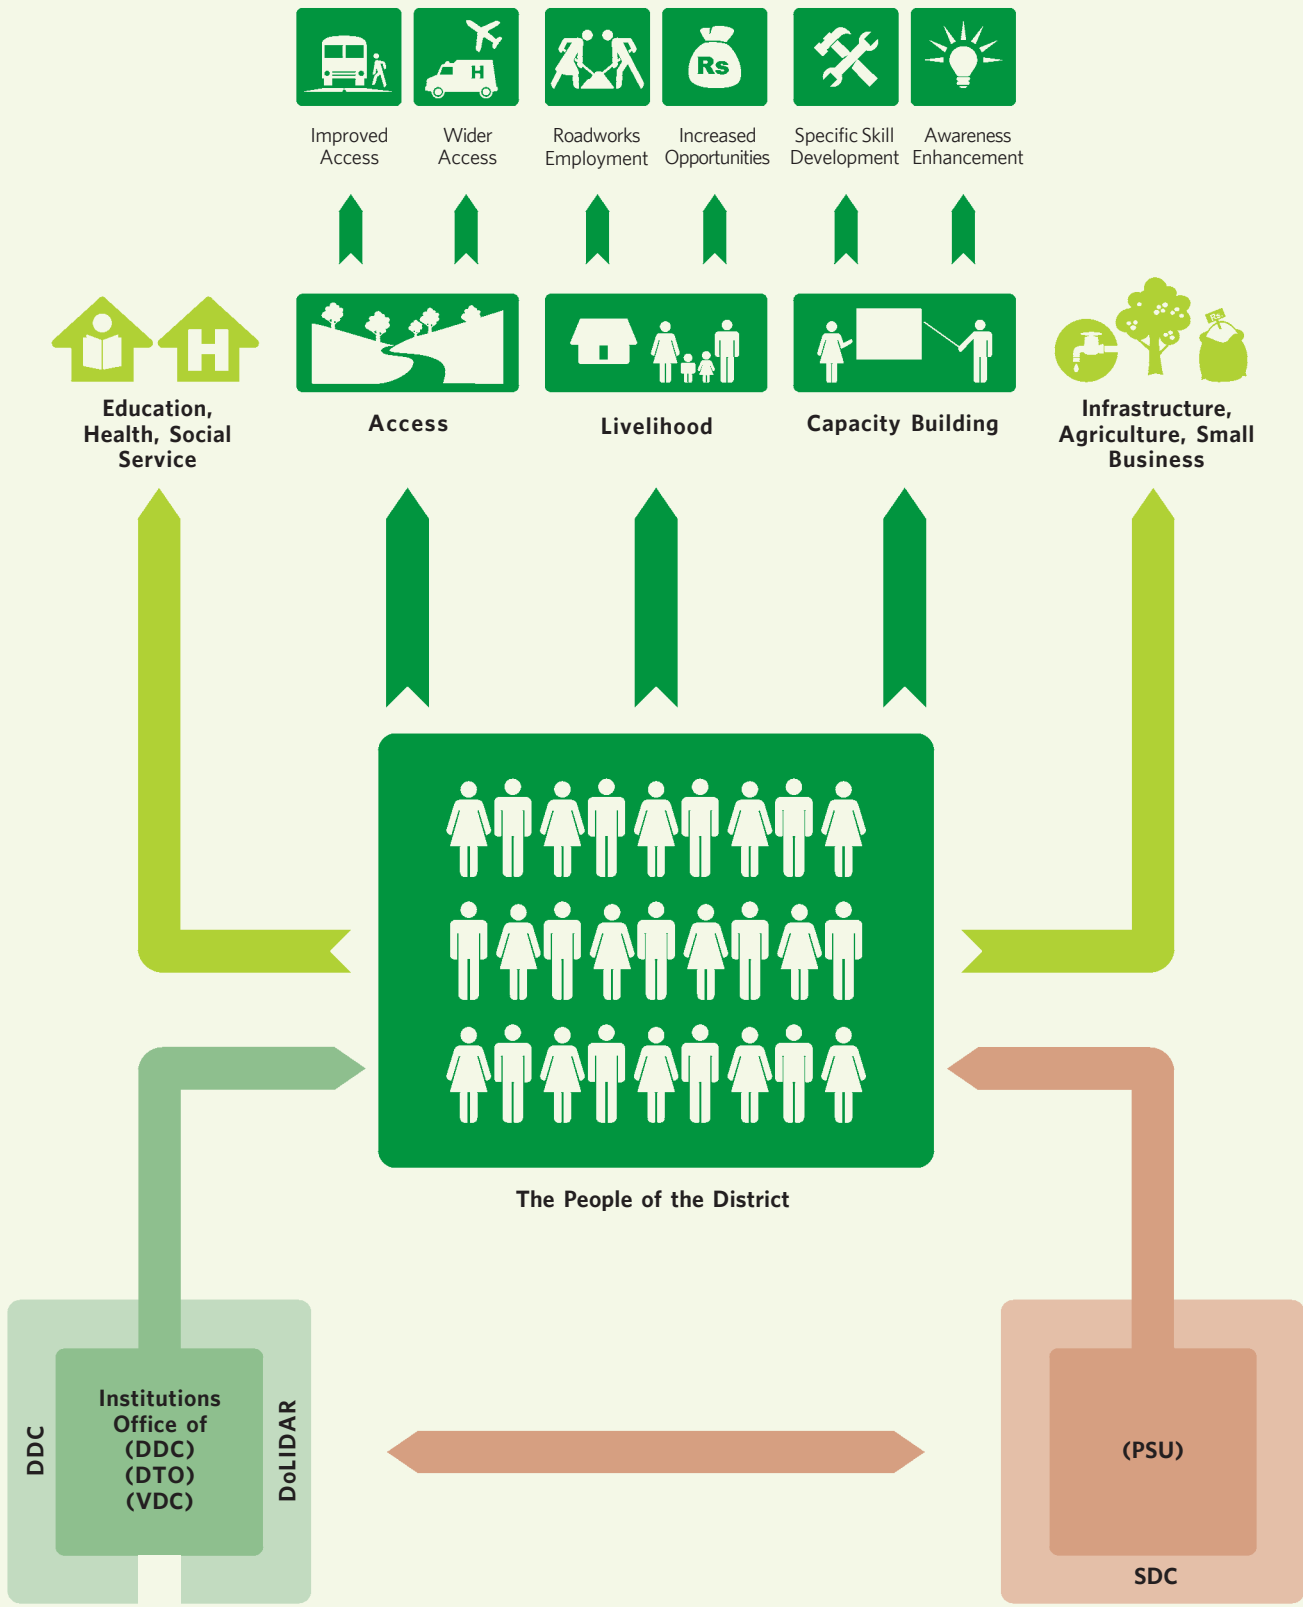 H
Rs
Improved
Access
Wider
Access
Roadworks
Employment
Increased
Opportunities
Specific Skill
Development
Awareness
Enhancement
H
Rs.
Education,
Health, Social
Service
Access
Livelihood
Capacity Building
Infrastructure,
Agriculture, Small
Business
The People of the District
DDC
Institutions
Office of
(DDC)
(DTO)
(VDC)
DoLIDAR
(PSU)
SDC